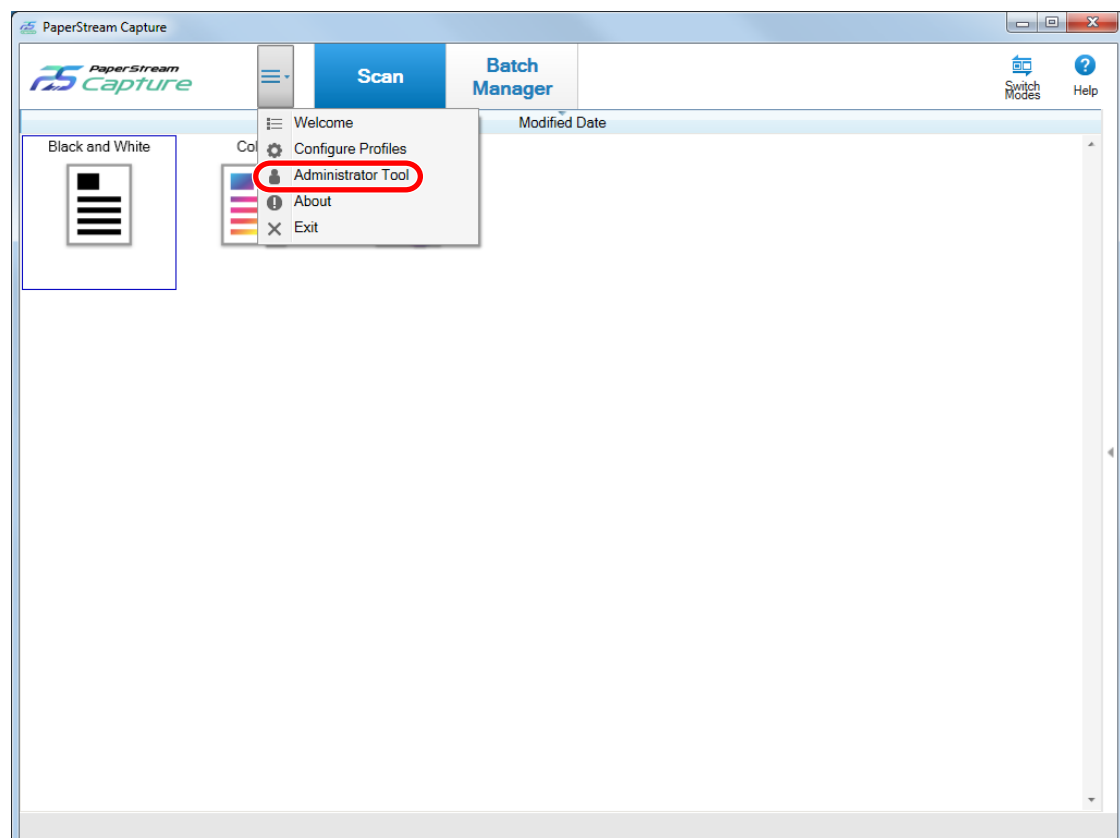 PaperStream Capture
PaperStream
Capture
Scan
Batch
Manager
Switch
Modes
Help
Modified Date
Welcome
Configure Profiles
Administrator Tool
About
Exit
Black and White
Col